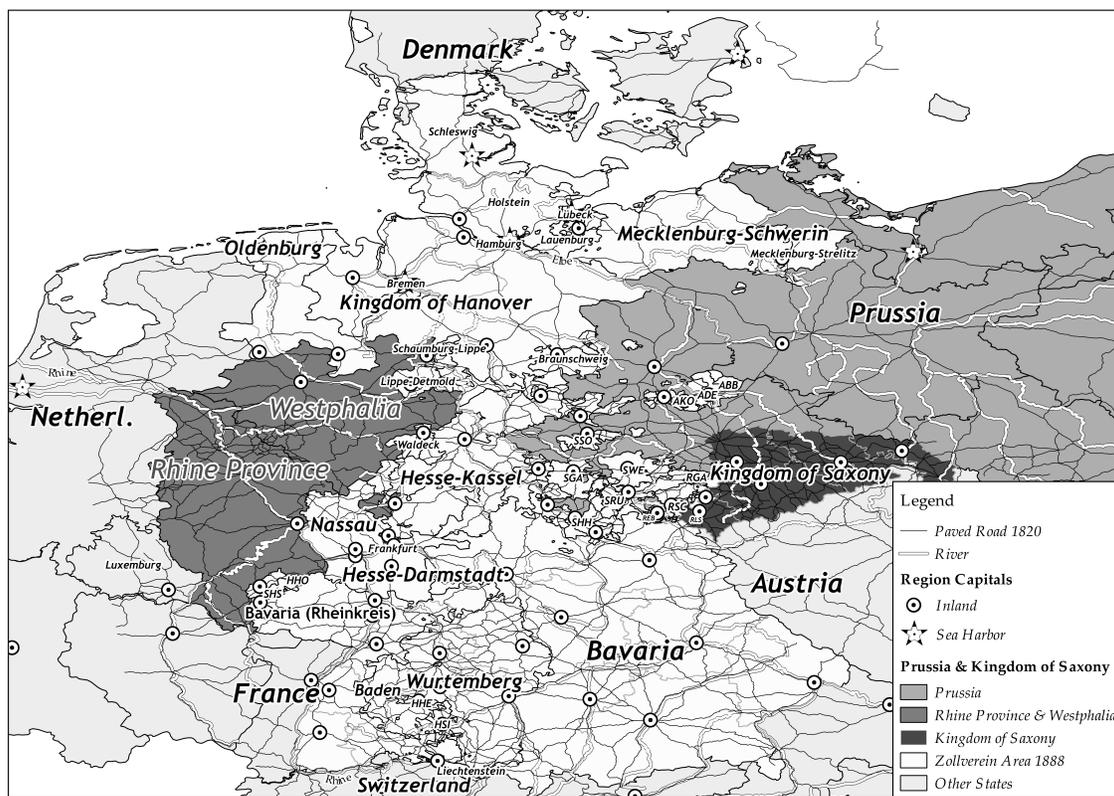 Denmark
Schleswig
Holstein
Lübeck
Lauenburg
Hamburg
Mecklenburg-Schwerin
Mecklenburg-Strelitz
Oldenburg
Elbe
Bremen
Kingdom of Hanover
Prussia
Schaumburg-Lippe
Braunschweig
Rhine
Lippe-Detmold
ABB
ADE
AKO
Netherl.
Westphalia
Waldeck
SSO
Rhine Province
Hesse-Kassel
SGA
SWE
Kingdom of Saxony
RGA
SRU
RSC
REB
RLS
SHH
Nassau
Frankfurt
Luxemburg
Hesse-Darmstadt
HHO
SHS
Bavaria (Rheinkreis)
Austria
Bavaria
France
Baden
Wurtemberg
HHE
HSI
Rhine
Liechtenstein
Switzerland
Legend
Paved Road 1820
River
Region Capitals
Inland
Sea Harbor
Prussia & Kingdom of Saxony
Prussia
Rhine Province & Westphalia
Kingdom of Saxony
Zollverein Area 1888
Other States